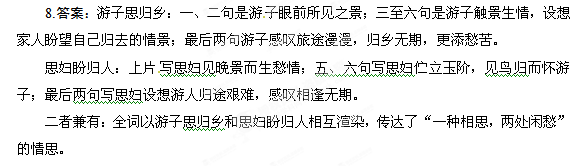 8.答案：游子思归乡：一、二句是游子眼前所见之景；三至六句是游子触景生情，设想
家人盼望自己归去的情景；最后两句游子感叹旅途漫漫，归乡无期，更添愁苦。
思妇盼归人：上片写思妇见晚景而生愁情；五、六句写思妇伫立玉阶，见鸟归而怀游
子；最后两句写思妇设想游人归途艰难，感叹相逢无期。
二者兼有：全词以游子思归乡和思妇盼归人相互渲染，传达了“一种相思，两处闲愁”
的情思。